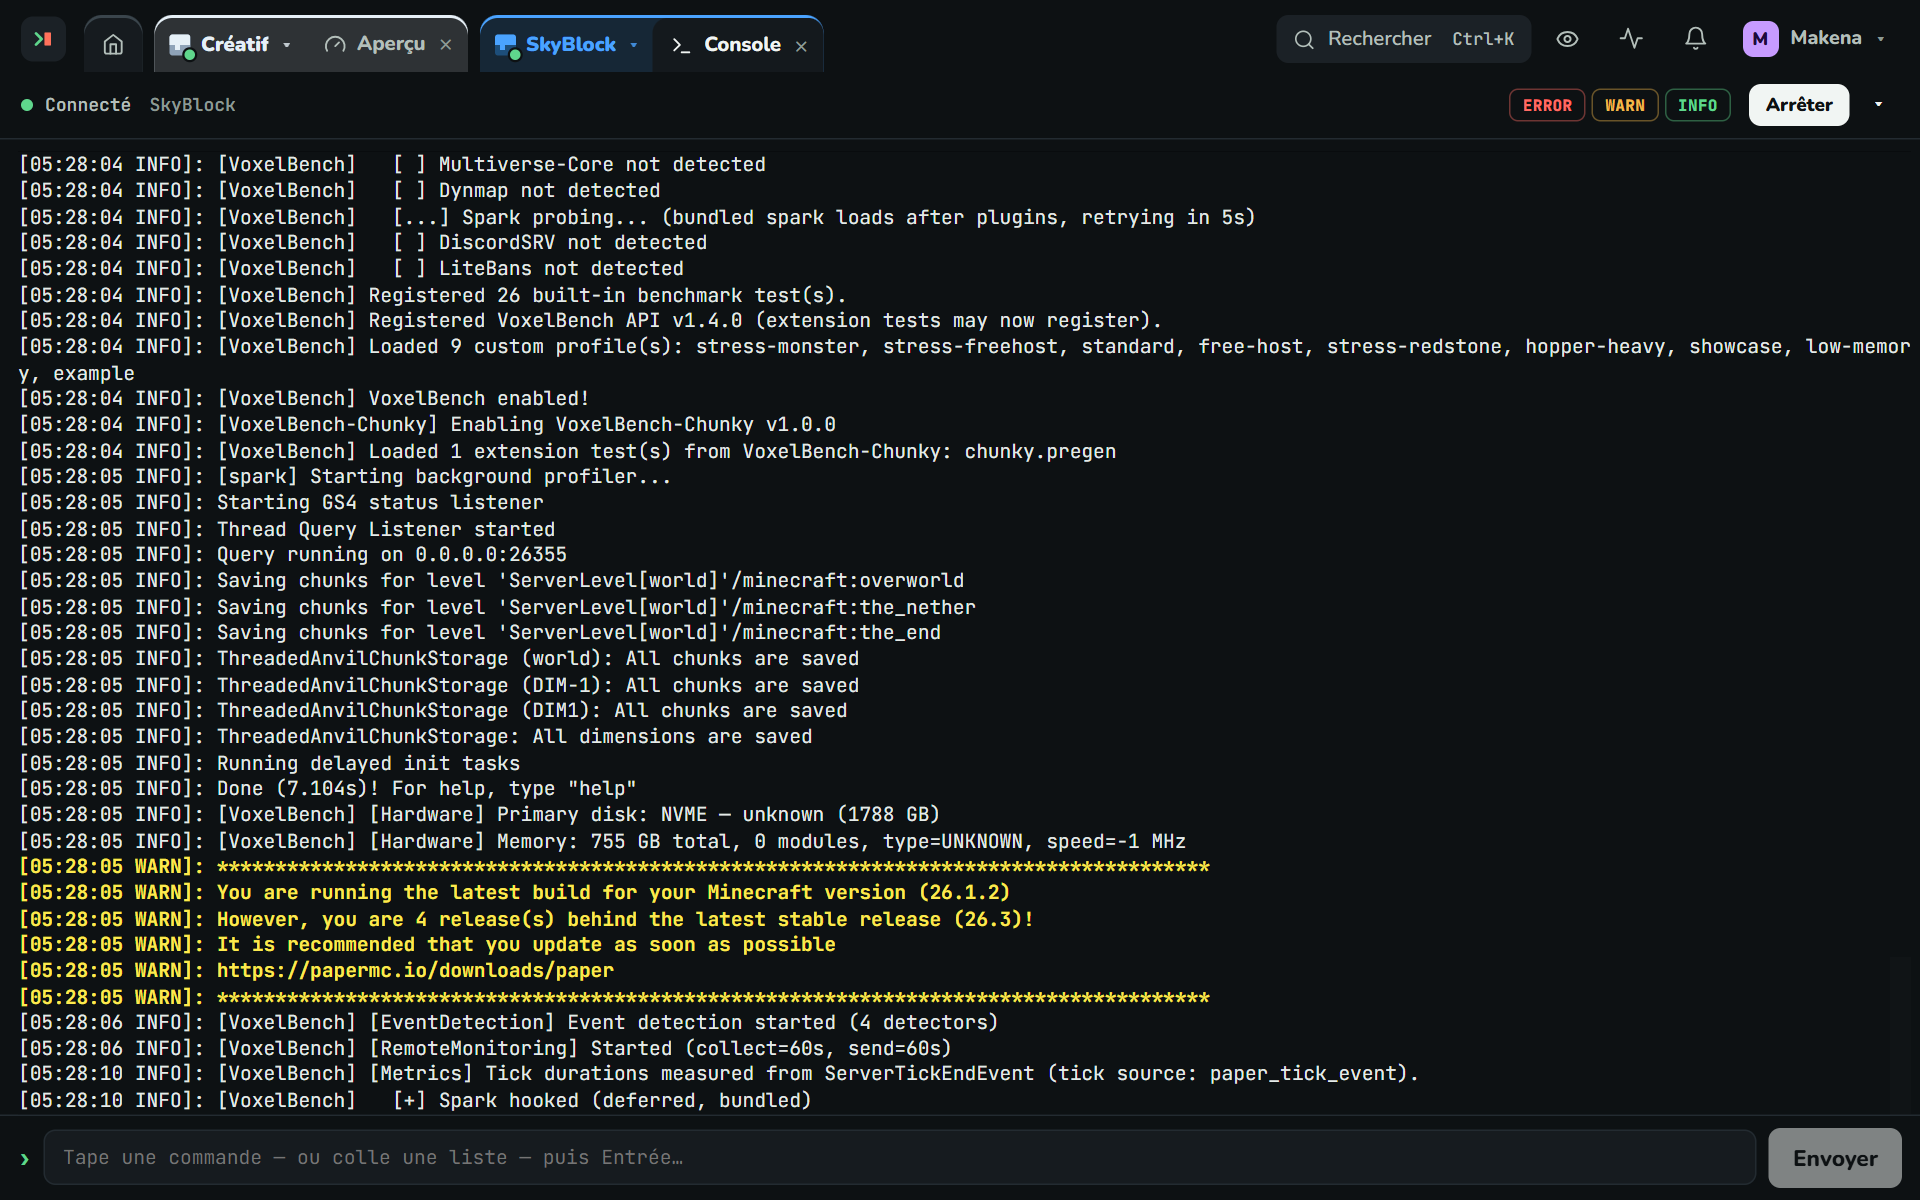 Créatif
Aperçu
SkyBlock
Console
Rechercher Ctrl+K
M Makena
Connecté SkyBlock
ERROR WARN INFO Arrêter
[05:28:04 INFO]: [VoxelBench]   [ ] Multiverse-Core not detected
[05:28:04 INFO]: [VoxelBench]   [ ] Dynmap not detected
[05:28:04 INFO]: [VoxelBench]   [...] Spark probing... (bundled spark loads after plugins, retrying in 5s)
[05:28:04 INFO]: [VoxelBench]   [ ] DiscordSRV not detected
[05:28:04 INFO]: [VoxelBench]   [ ] LiteBans not detected
[05:28:04 INFO]: [VoxelBench] Registered 26 built-in benchmark test(s).
[05:28:04 INFO]: [VoxelBench] Registered VoxelBench API v1.4.0 (extension tests may now register).
[05:28:04 INFO]: [VoxelBench] Loaded 9 custom profile(s): stress-monster, stress-freehost, standard, free-host, stress-redstone, hopper-heavy, showcase, low-memor
y, example
[05:28:04 INFO]: [VoxelBench] VoxelBench enabled!
[05:28:04 INFO]: [VoxelBench-Chunky] Enabling VoxelBench-Chunky v1.0.0
[05:28:04 INFO]: [VoxelBench] Loaded 1 extension test(s) from VoxelBench-Chunky: chunky.pregen
[05:28:05 INFO]: [spark] Starting background profiler...
[05:28:05 INFO]: Starting GS4 status listener
[05:28:05 INFO]: Thread Query Listener started
[05:28:05 INFO]: Query running on 0.0.0.0:26355
[05:28:05 INFO]: Saving chunks for level 'ServerLevel[world]'/minecraft:overworld
[05:28:05 INFO]: Saving chunks for level 'ServerLevel[world]'/minecraft:the_nether
[05:28:05 INFO]: Saving chunks for level 'ServerLevel[world]'/minecraft:the_end
[05:28:05 INFO]: ThreadedAnvilChunkStorage (world): All chunks are saved
[05:28:05 INFO]: ThreadedAnvilChunkStorage (DIM-1): All chunks are saved
[05:28:05 INFO]: ThreadedAnvilChunkStorage (DIM1): All chunks are saved
[05:28:05 INFO]: ThreadedAnvilChunkStorage: All dimensions are saved
[05:28:05 INFO]: Running delayed init tasks
[05:28:05 INFO]: Done (7.104s)! For help, type "help"
[05:28:05 INFO]: [VoxelBench] [Hardware] Primary disk: NVME — unknown (1788 GB)
[05:28:05 INFO]: [VoxelBench] [Hardware] Memory: 755 GB total, 0 modules, type=UNKNOWN, speed=-1 MHz
[05:28:05 WARN]: *************************************************************************************
[05:28:05 WARN]: You are running the latest build for your Minecraft version (26.1.2)
[05:28:05 WARN]: However, you are 4 release(s) behind the latest stable release (26.3)!
[05:28:05 WARN]: It is recommended that you update as soon as possible
[05:28:05 WARN]: https://papermc.io/downloads/paper
[05:28:05 WARN]: *************************************************************************************
[05:28:06 INFO]: [VoxelBench] [EventDetection] Event detection started (4 detectors)
[05:28:06 INFO]: [VoxelBench] [RemoteMonitoring] Started (collect=60s, send=60s)
[05:28:10 INFO]: [VoxelBench] [Metrics] Tick durations measured from ServerTickEndEvent (tick source: paper_tick_event).
[05:28:10 INFO]: [VoxelBench]   [+] Spark hooked (deferred, bundled)
› Tape une commande — ou colle une liste — puis Entrée…
Envoyer